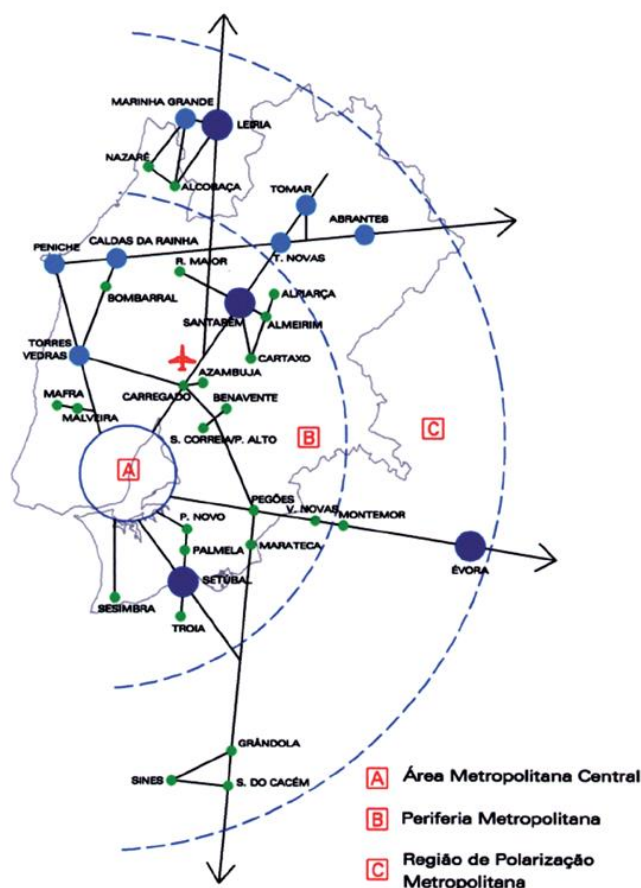 MARINHA GRANDE
LEIRIA
NAZARÉ
ALCOBAÇA
TOMAR
ABRANTES
CALDAS DA RAINHA
PENICHE
T. NOVAS
R. MAIOR
BOMBARRAL
ALPIARÇA
SANTARÉM
ALMEIRIM
TORRES
VEDRAS
CARTAXO
AZAMBUJA
CARREGADO
MAFRA
BENAVENTE
MALVEIRA
S. CORREIA/P. ALTO
B
C
A
PEGÕES
V. NOVAS
MONTEMOR
P. NOVO
MARATECA
PALMELA
ÉVORA
SETÚBAL
SESIMBRA
TROIA
GRÂNDOLA
SINES
S. DO CACÉM
A Área Metropolitana Central
B Periferia Metropolitana
C Região de Polarização
Metropolitana